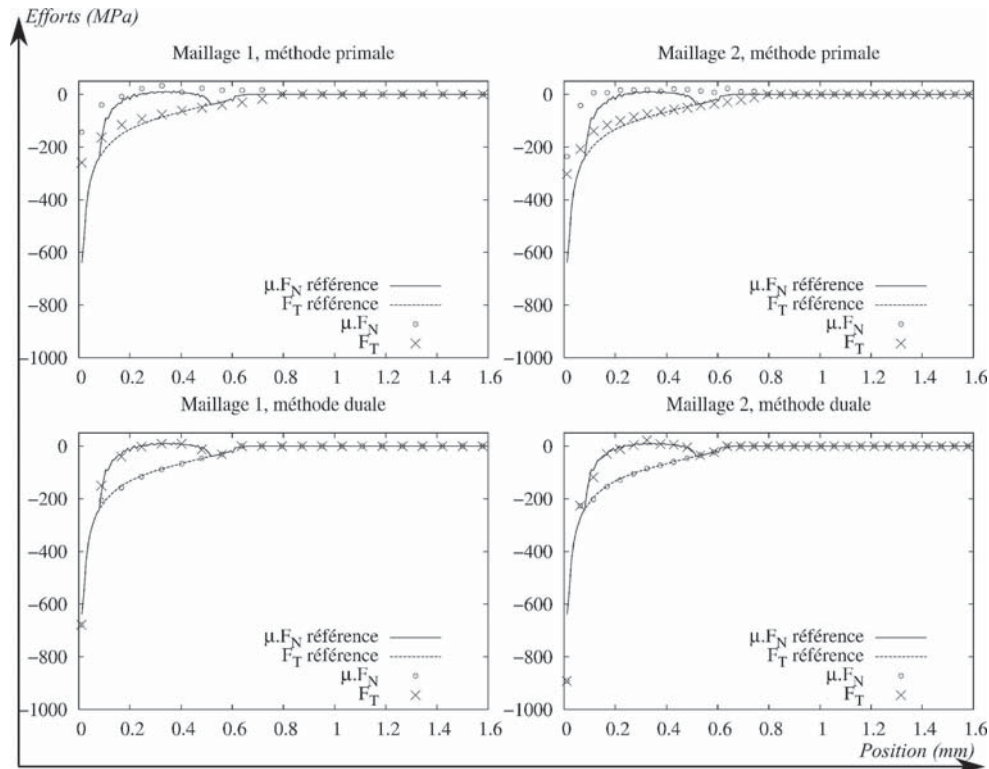 Efforts (MPa)
Maillage 1, méthode primale
0
−200
−400
−600
−800
−1000
μ.F_N référence
F_T référence
μ.F_N
F_T
0 0.2 0.4 0.6 0.8 1 1.2 1.4 1.6
Maillage 2, méthode primale
0
−200
−400
−600
−800
−1000
μ.F_N référence
F_T référence
μ.F_N
F_T
0 0.2 0.4 0.6 0.8 1 1.2 1.4 1.6
Maillage 1, méthode duale
0
−200
−400
−600
−800
−1000
μ.F_N référence
F_T référence
μ.F_N
F_T
0 0.2 0.4 0.6 0.8 1 1.2 1.4 1.6
Maillage 2, méthode duale
0
−200
−400
−600
−800
−1000
μ.F_N référence
F_T référence
μ.F_N
F_T
0 0.2 0.4 0.6 0.8 1 1.2 1.4 1.6
Position (mm)